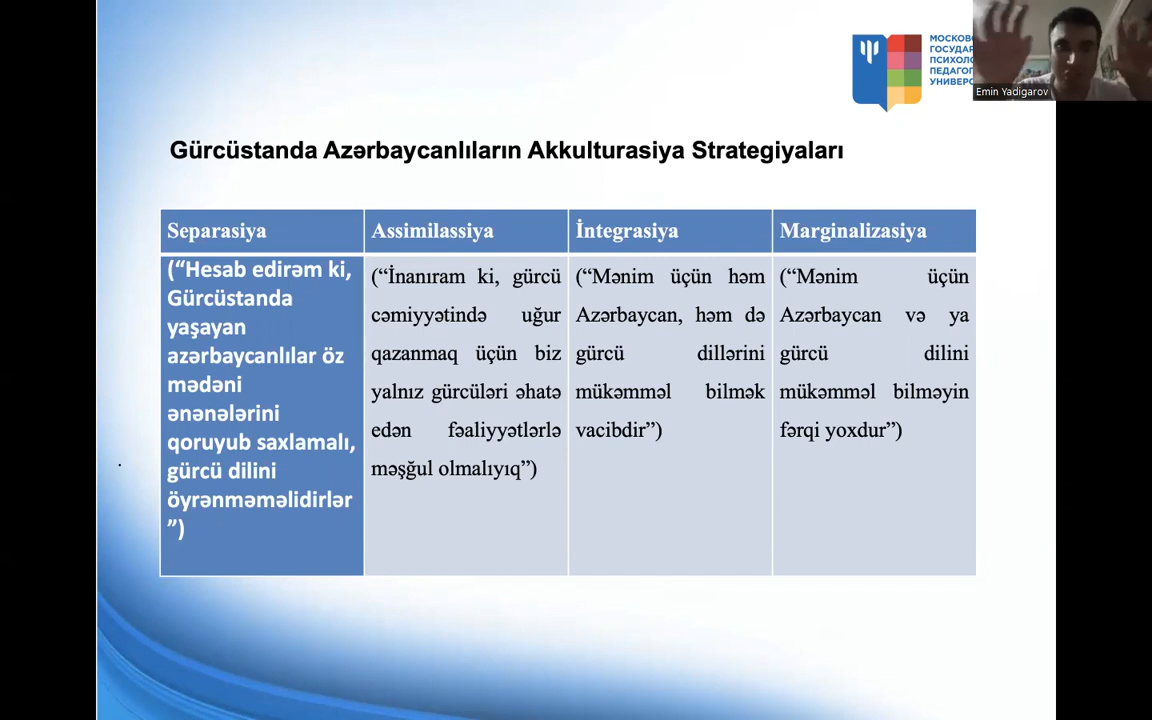 МОСКОВС
ГОСУДАР
ПСИХОЛО
ПЕДАГОГ
УНИВЕРС
Emin Yadigarov
Gürcüstanda Azərbaycanlıların Akkulturasiya Strategiyaları
Separasiya
(“Hesab edirəm ki,
Gürcüstanda
yaşayan
azərbaycanlılar öz
mədəni
ənənələrini
qoruyub saxlamalı,
gürcü dilini
öyrənməməlidirlər
”)
Assimilassiya
(“İnanıram ki, gürcü
cəmiyyətində uğur
qazanmaq üçün biz
yalnız gürcüləri əhatə
edən fəaliyyətlərlə
məşğul olmalıyıq”)
İntegrasiya
(“Mənim üçün həm
Azərbaycan, həm də
gürcü dillərini
mükəmməl bilmək
vacibdir”)
Marginalizasiya
(“Mənim üçün
Azərbaycan və ya
gürcü dilini
mükəmməl bilməyin
fərqi yoxdur”)